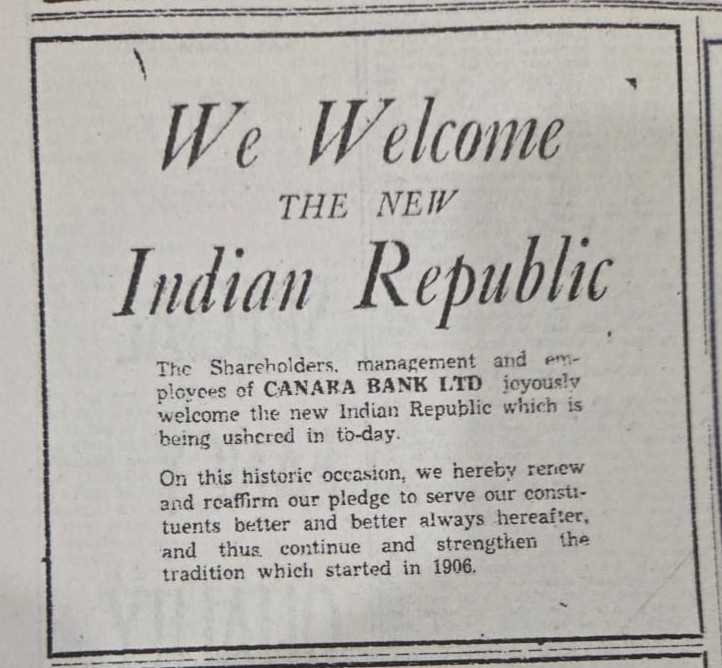 We Welcome
THE NEW
Indian Republic
The Shareholders, management and em-
ployees of CANARA BANK LTD joyously
welcome the new Indian Republic which is
being ushered in to-day.
On this historic occasion, we hereby renew
and reaffirm our pledge to serve our consti-
tuents better and better always hereafter,
and thus continue and strengthen the
tradition which started in 1906.